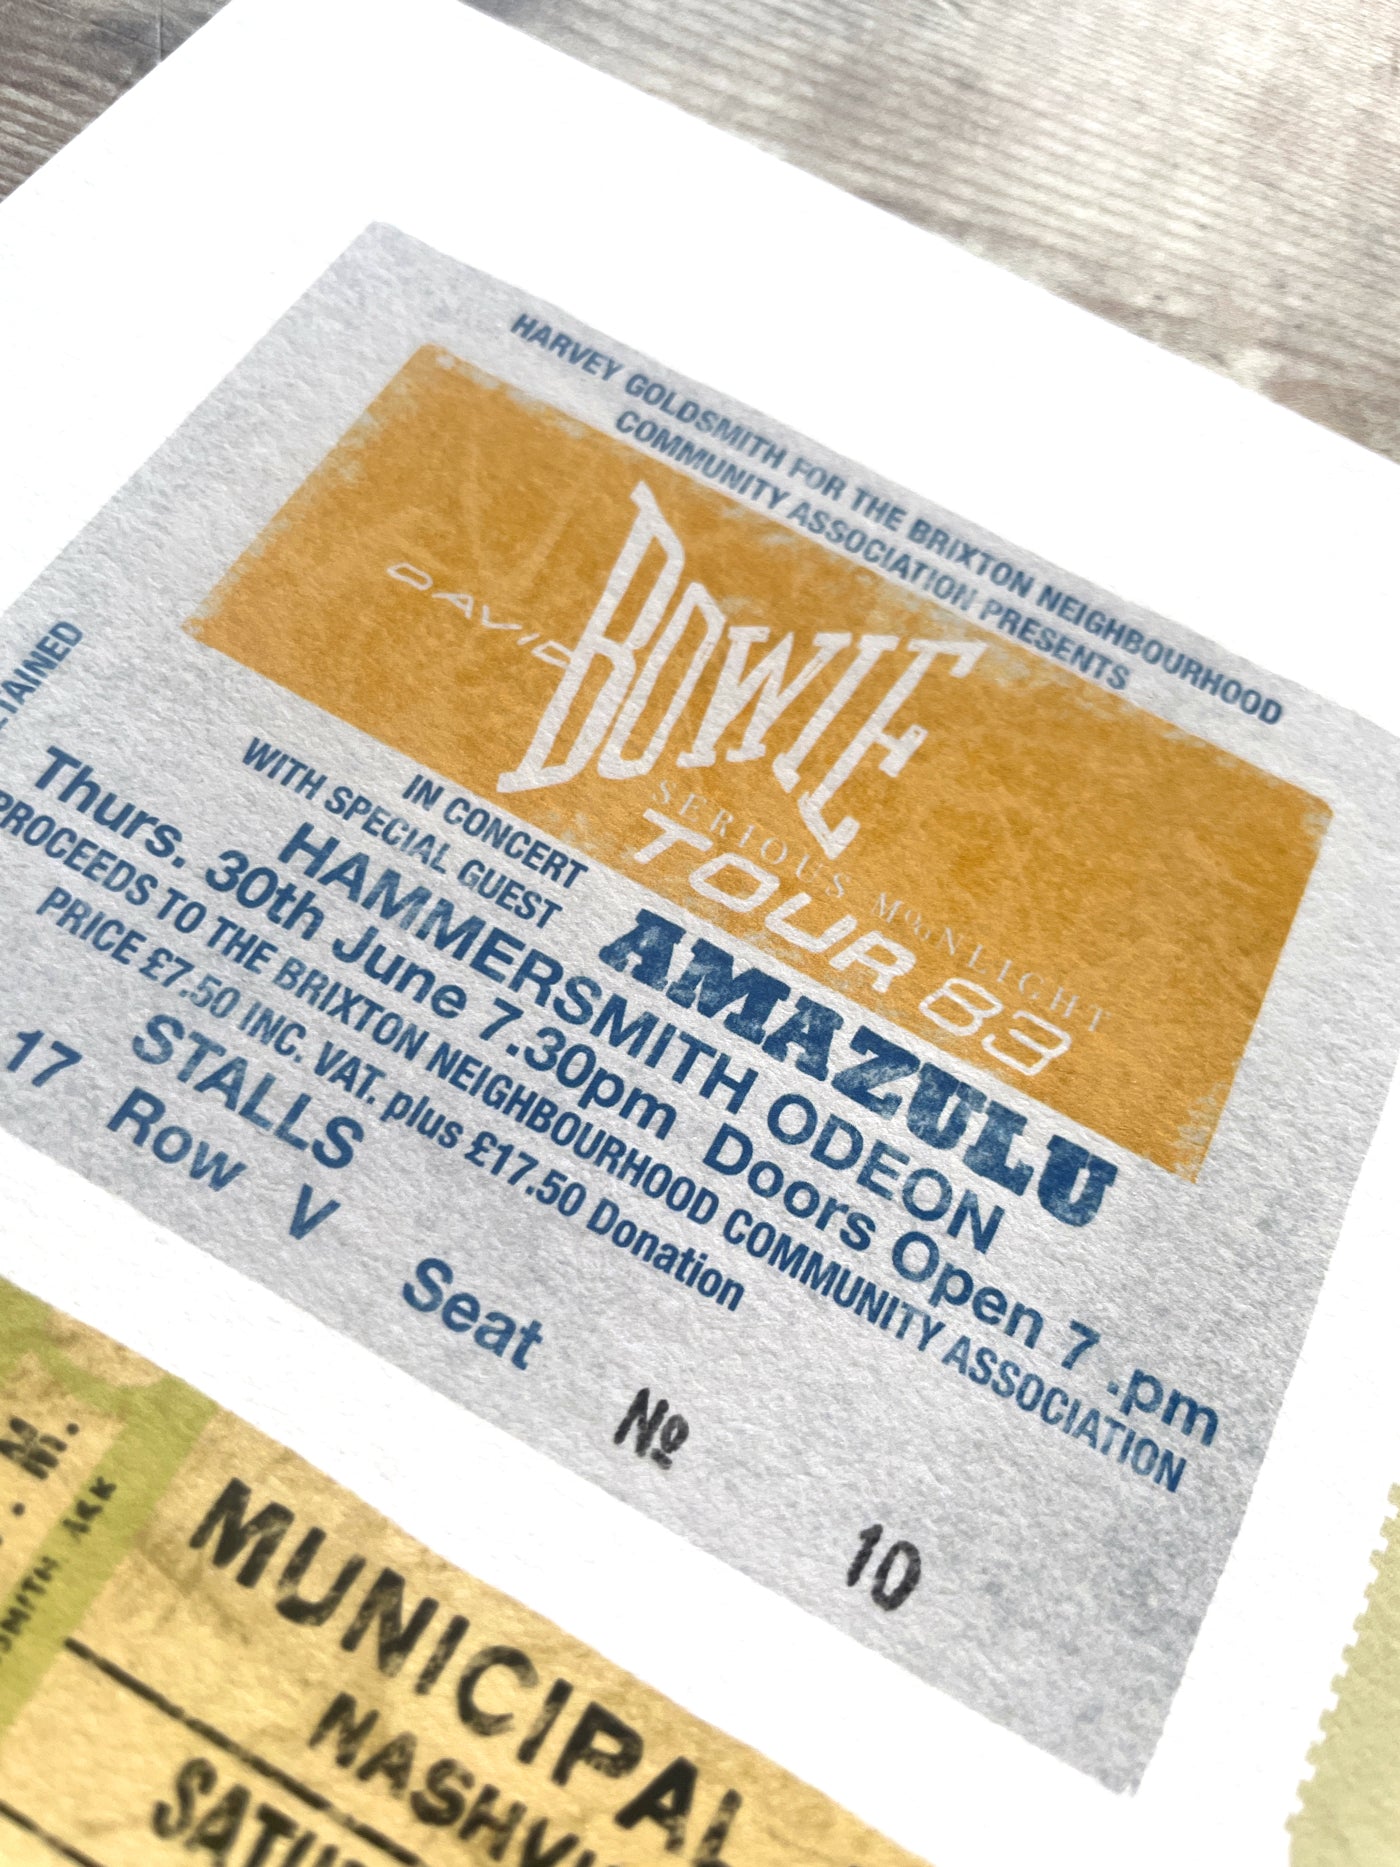 HARVEY GOLDSMITH FOR THE BRIXTON NEIGHBOURHOOD
COMMUNITY ASSOCIATION PRESENTS
DAVID BOWIE
SERIOUS MOONLIGHT
TOUR 83
IN CONCERT
WITH SPECIAL GUEST AMAZULU
HAMMERSMITH ODEON
Thurs. 30th June 7.30pm Doors Open 7 .pm
PROCEEDS TO THE BRIXTON NEIGHBOURHOOD COMMUNITY ASSOCIATION
PRICE £7.50 INC. VAT. plus £17.50 Donation
STALLS
17 Row V Seat Nº 10
MUNICIPAL